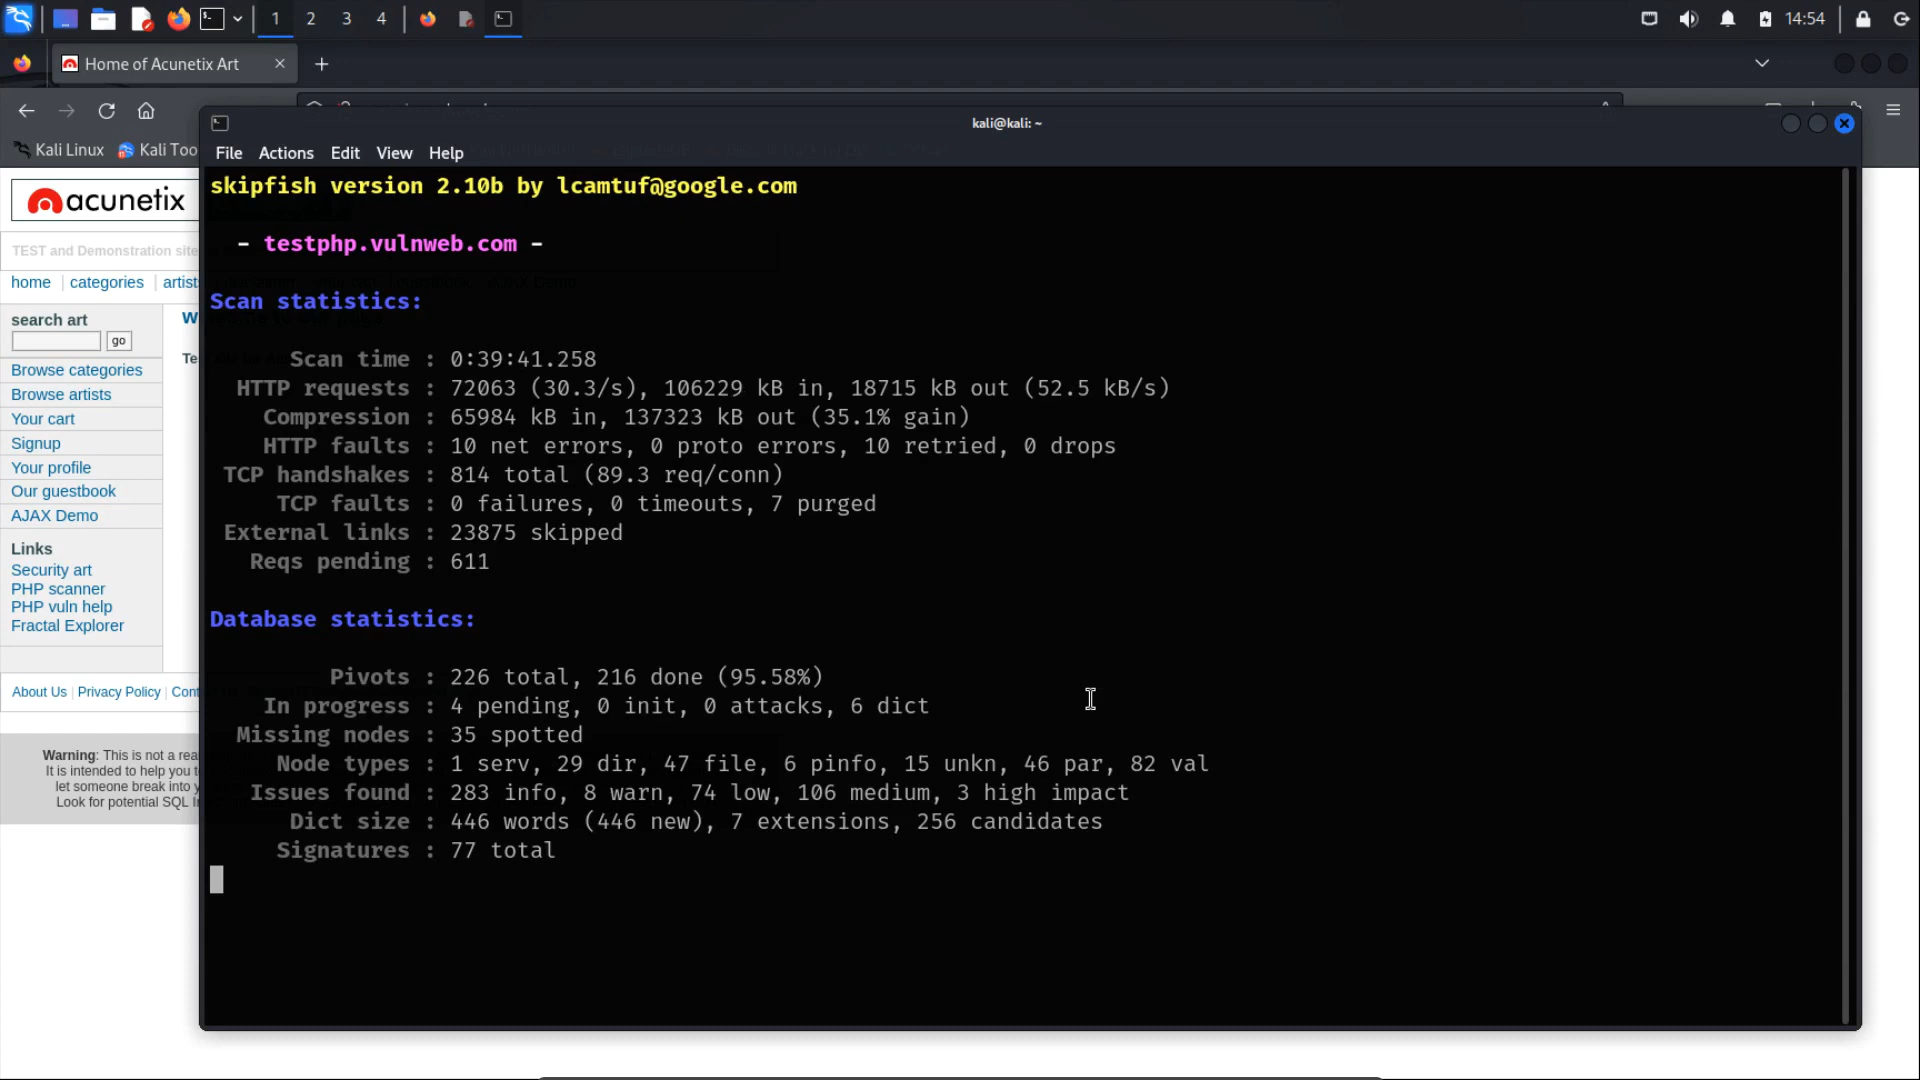 1 2 3 4 14:54
Home of Acunetix Art
Kali Linux Kali Too
kali@kali: ~
File Actions Edit View Help
skipfish version 2.10b by lcamtuf@google.com
- testphp.vulnweb.com -
Scan statistics:
Scan time : 0:39:41.258
HTTP requests : 72063 (30.3/s), 106229 kB in, 18715 kB out (52.5 kB/s)
Compression : 65984 kB in, 137323 kB out (35.1% gain)
HTTP faults : 10 net errors, 0 proto errors, 10 retried, 0 drops
TCP handshakes : 814 total (89.3 req/conn)
TCP faults : 0 failures, 0 timeouts, 7 purged
External links : 23875 skipped
Reqs pending : 611
Database statistics:
Pivots : 226 total, 216 done (95.58%)
In progress : 4 pending, 0 init, 0 attacks, 6 dict
Missing nodes : 35 spotted
Node types : 1 serv, 29 dir, 47 file, 6 pinfo, 15 unkn, 46 par, 82 val
Issues found : 283 info, 8 warn, 74 low, 106 medium, 3 high impact
Dict size : 446 words (446 new), 7 extensions, 256 candidates
Signatures : 77 total
acunetix
TEST and Demonstration site
home | categories | artists
search art
go
Browse categories
Browse artists
Your cart
Signup
Your profile
Our guestbook
AJAX Demo
Links
Security art
PHP scanner
PHP vuln help
Fractal Explorer
About Us | Privacy Policy | Cont
Warning: This is not a rea
It is intended to help you t
let someone break into y
Look for potential SQL I